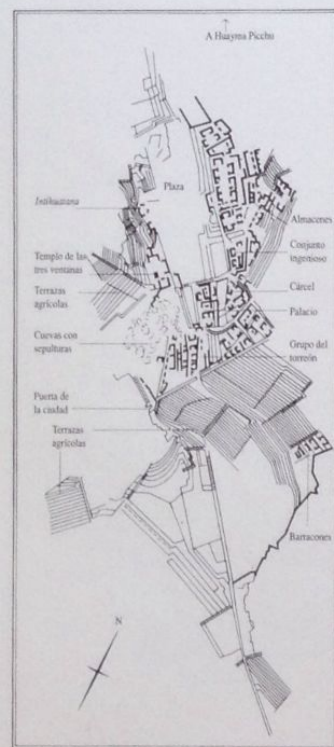 A Huayna Picchu
Plaza
Intihuatana
Almacenes
Templo de las
tres ventanas
Conjunto
ingenioso
Terrazas
agrícolas
Cárcel
Palacio
Cuevas con
sepulturas
Grupo del
torreón
Puerta de
la ciudad
Terrazas
agrícolas
Barracones
N